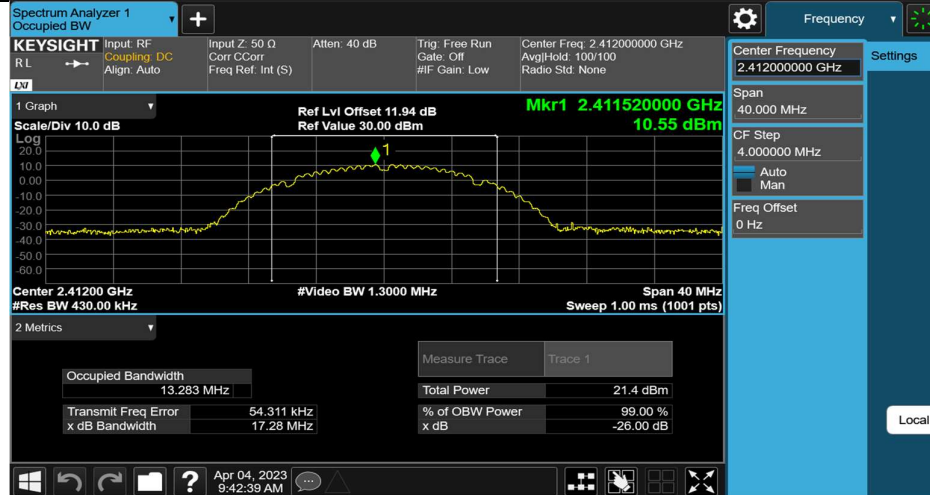 Spectrum Analyzer 1
Occupied BW
+
Frequency
KEYSIGHT
RL
LXI
Input: RF
Coupling: DC
Align: Auto
Input Z: 50 Ω
Corr CCorr
Freq Ref: Int (S)
Atten: 40 dB
Trig: Free Run
Gate: Off
#IF Gain: Low
Center Freq: 2.412000000 GHz
Avg|Hold: 100/100
Radio Std: None
Center Frequency
2.412000000 GHz
Settings
Span
40.000 MHz
CF Step
4.000000 MHz
Auto
Man
Freq Offset
0 Hz
Local
1 Graph
Scale/Div 10.0 dB
Ref Lvl Offset 11.94 dB
Ref Value 30.00 dBm
Mkr1 2.411520000 GHz
10.55 dBm
Log
20.0
10.0
0.00
-10.0
-20.0
-30.0
-40.0
-50.0
-60.0
1
Center 2.41200 GHz
#Res BW 430.00 kHz
#Video BW 1.3000 MHz
Span 40 MHz
Sweep 1.00 ms (1001 pts)
2 Metrics
Measure Trace
Trace 1
Occupied Bandwidth
13.283 MHz
Total Power
21.4 dBm
Transmit Freq Error
54.311 kHz
% of OBW Power
99.00 %
x dB Bandwidth
17.28 MHz
x dB
-26.00 dB
?
Apr 04, 2023
9:42:39 AM